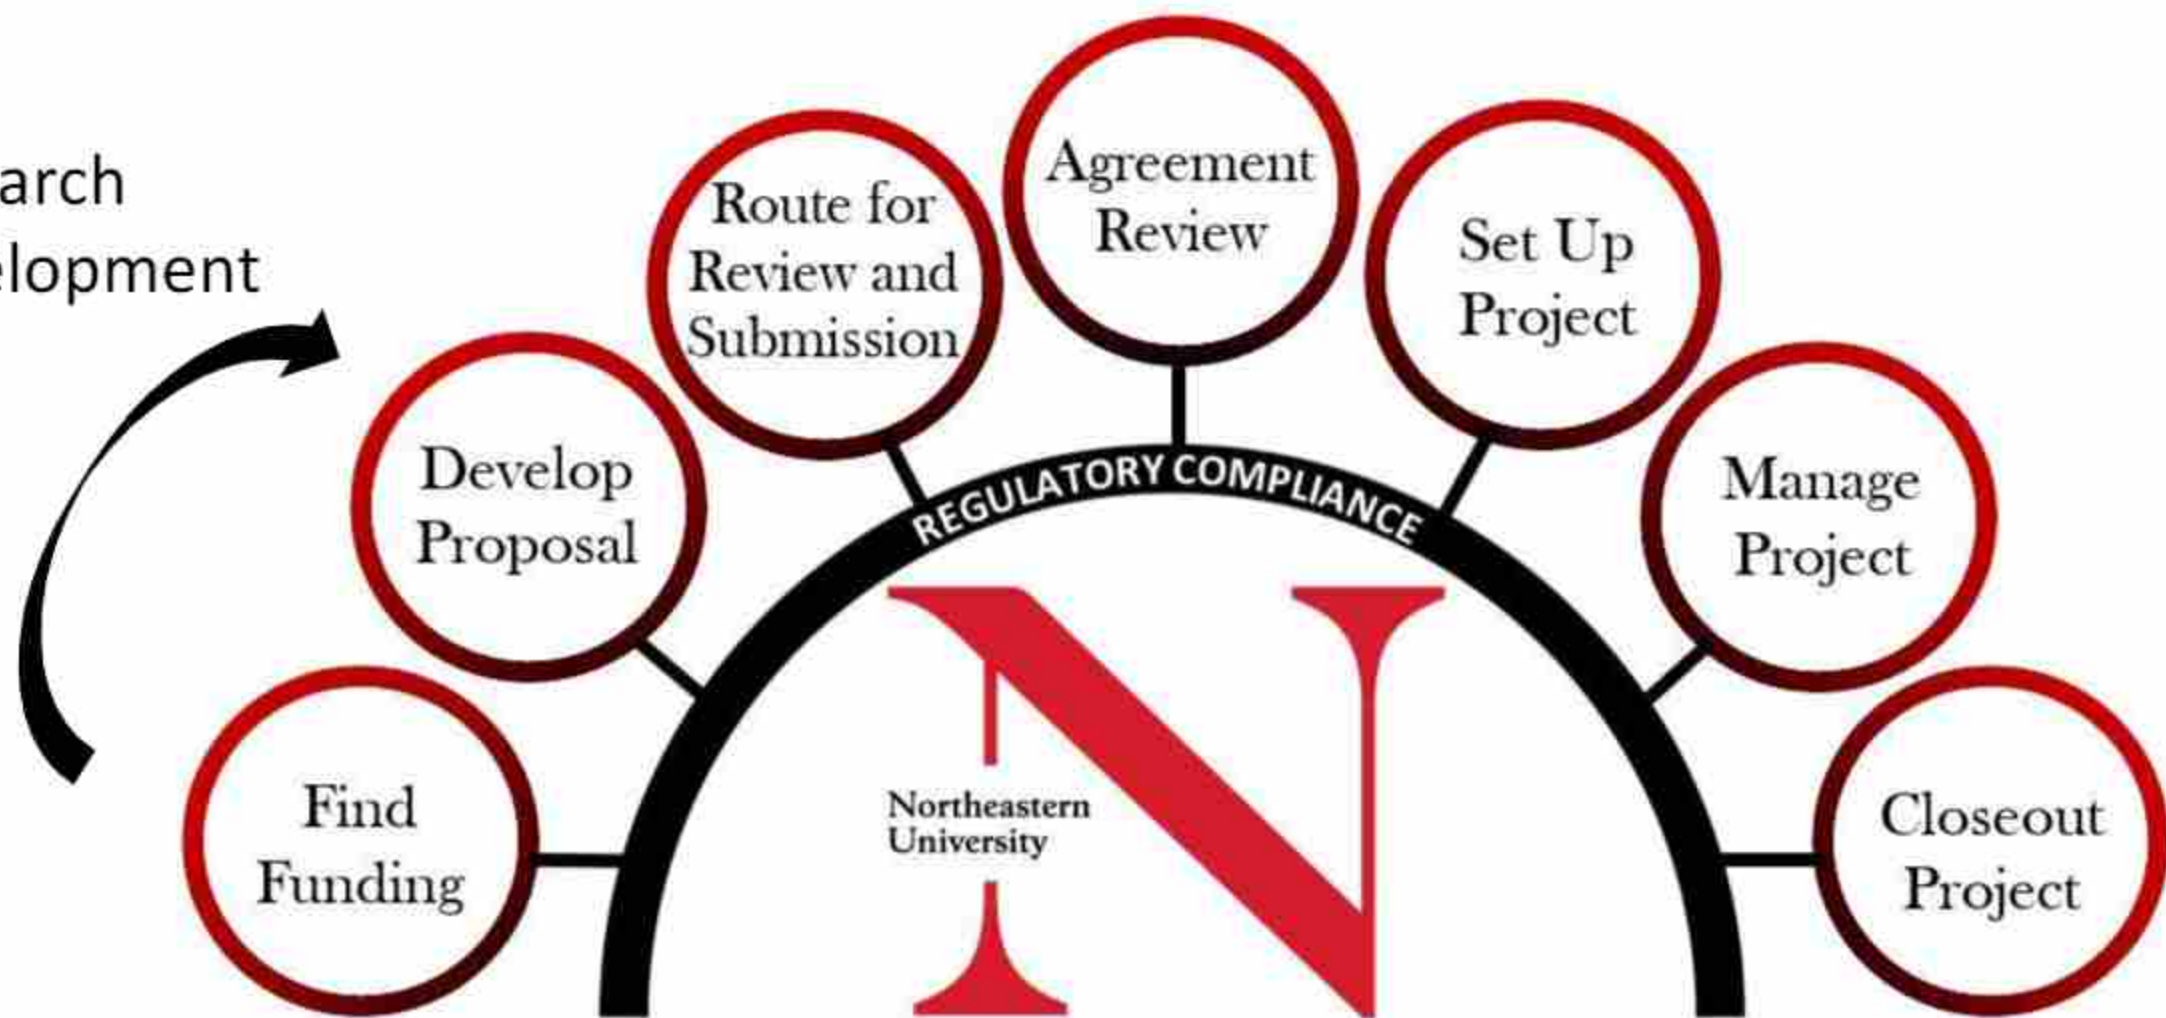 arch
elopment
Find
Funding
Develop
Proposal
Route for
Review and
Submission
Agreement
Review
Set Up
Project
Manage
Project
Closeout
Project
REGULATORY COMPLIANCE
Northeastern
University